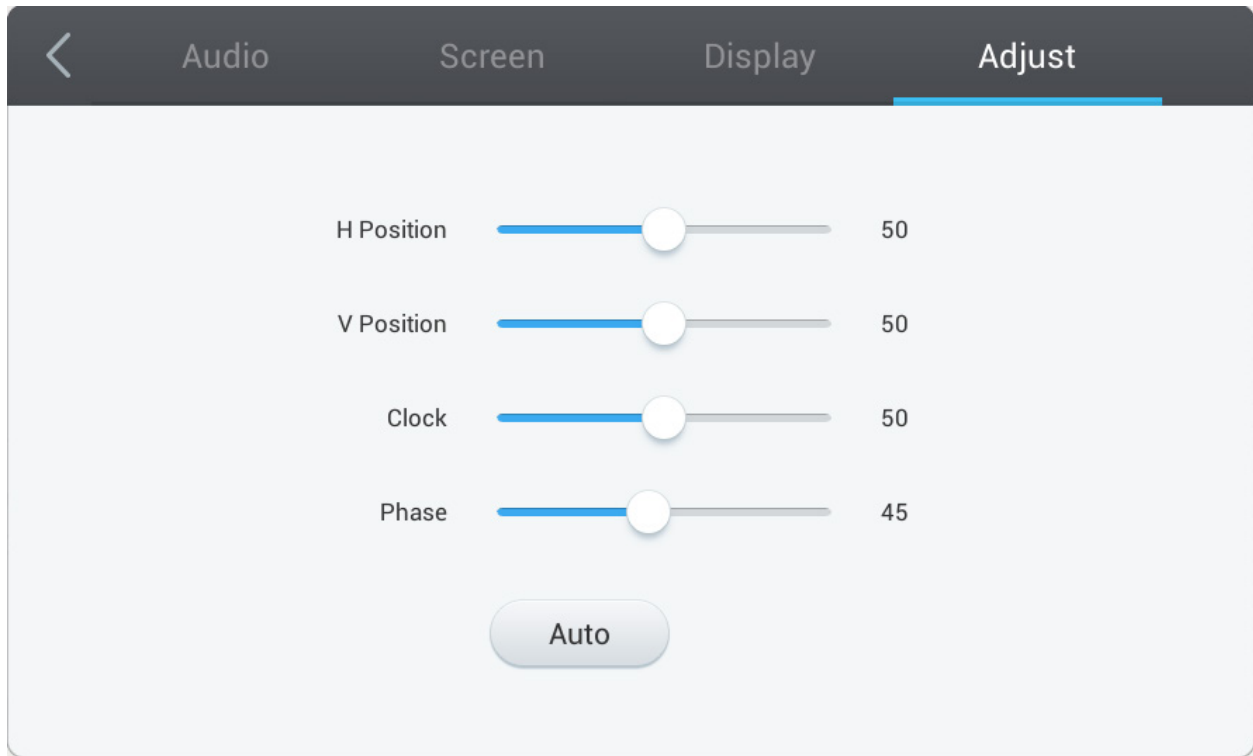 Audio Screen Display Adjust
H Position 50
V Position 50
Clock 50
Phase 45
Auto